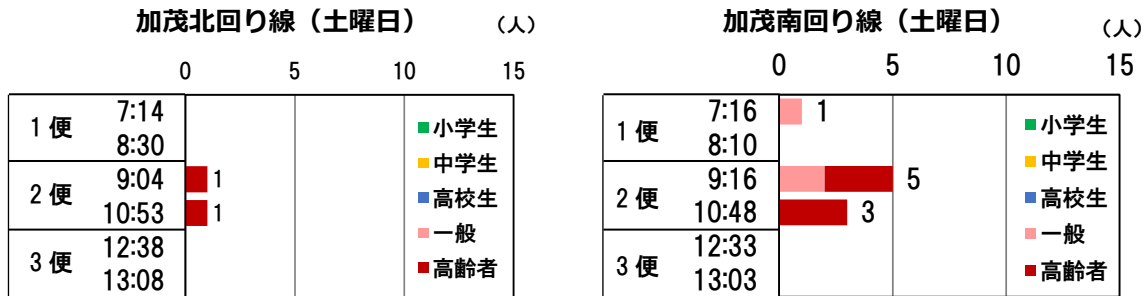 加茂北回り線（土曜日） （人）
0 5 10 15
1便 7:14
8:30
2便 9:04 1
10:53 1
3便 12:38
13:08
小学生
中学生
高校生
一般
高齢者
加茂南回り線（土曜日） （人）
0 5 10 15
1便 7:16 1
8:10
2便 9:16 5
10:48 3
3便 12:33
13:03
小学生
中学生
高校生
一般
高齢者